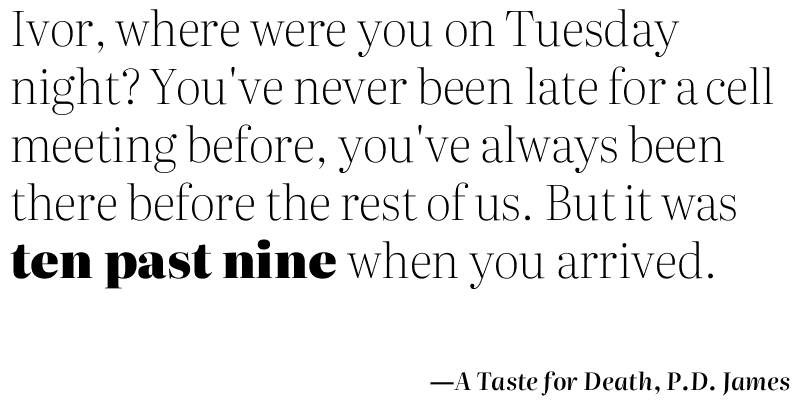 Ivor, where were you on Tuesday
night? You've never been late for a cell
meeting before, you've always been
there before the rest of us. But it was
ten past nine when you arrived.
—A Taste for Death, P.D. James